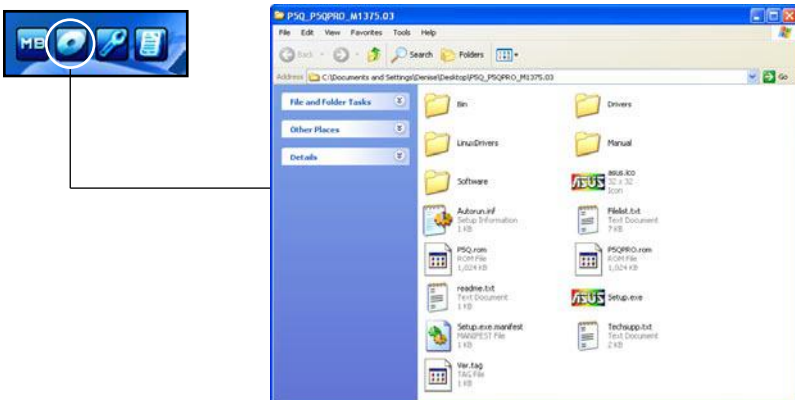 MB
P5Q_P5QPRO_M1375.03
File Edit View Favorites Tools Help
Back Search Folders
Address C:\Documents and Settings\Denise\Desktop\P5Q_P5QPRO_M1375.03 Go
File and Folder Tasks
Other Places
Details
Bin
Drivers
LinuxDrivers
Manual
Software
ASUS
asus.ico
32 x 32
Icon
Autorun.inf
Setup Information
1 KB
Filelist.txt
Text Document
7 KB
P5Q.rom
ROM File
1,024 KB
P5QPRO.rom
ROM File
1,024 KB
readme.txt
Text Document
1 KB
ASUS
Setup.exe
Setup.exe.manifest
MANIFEST File
1 KB
Techsupp.txt
Text Document
2 KB
Ver.tag
TAG File
1 KB